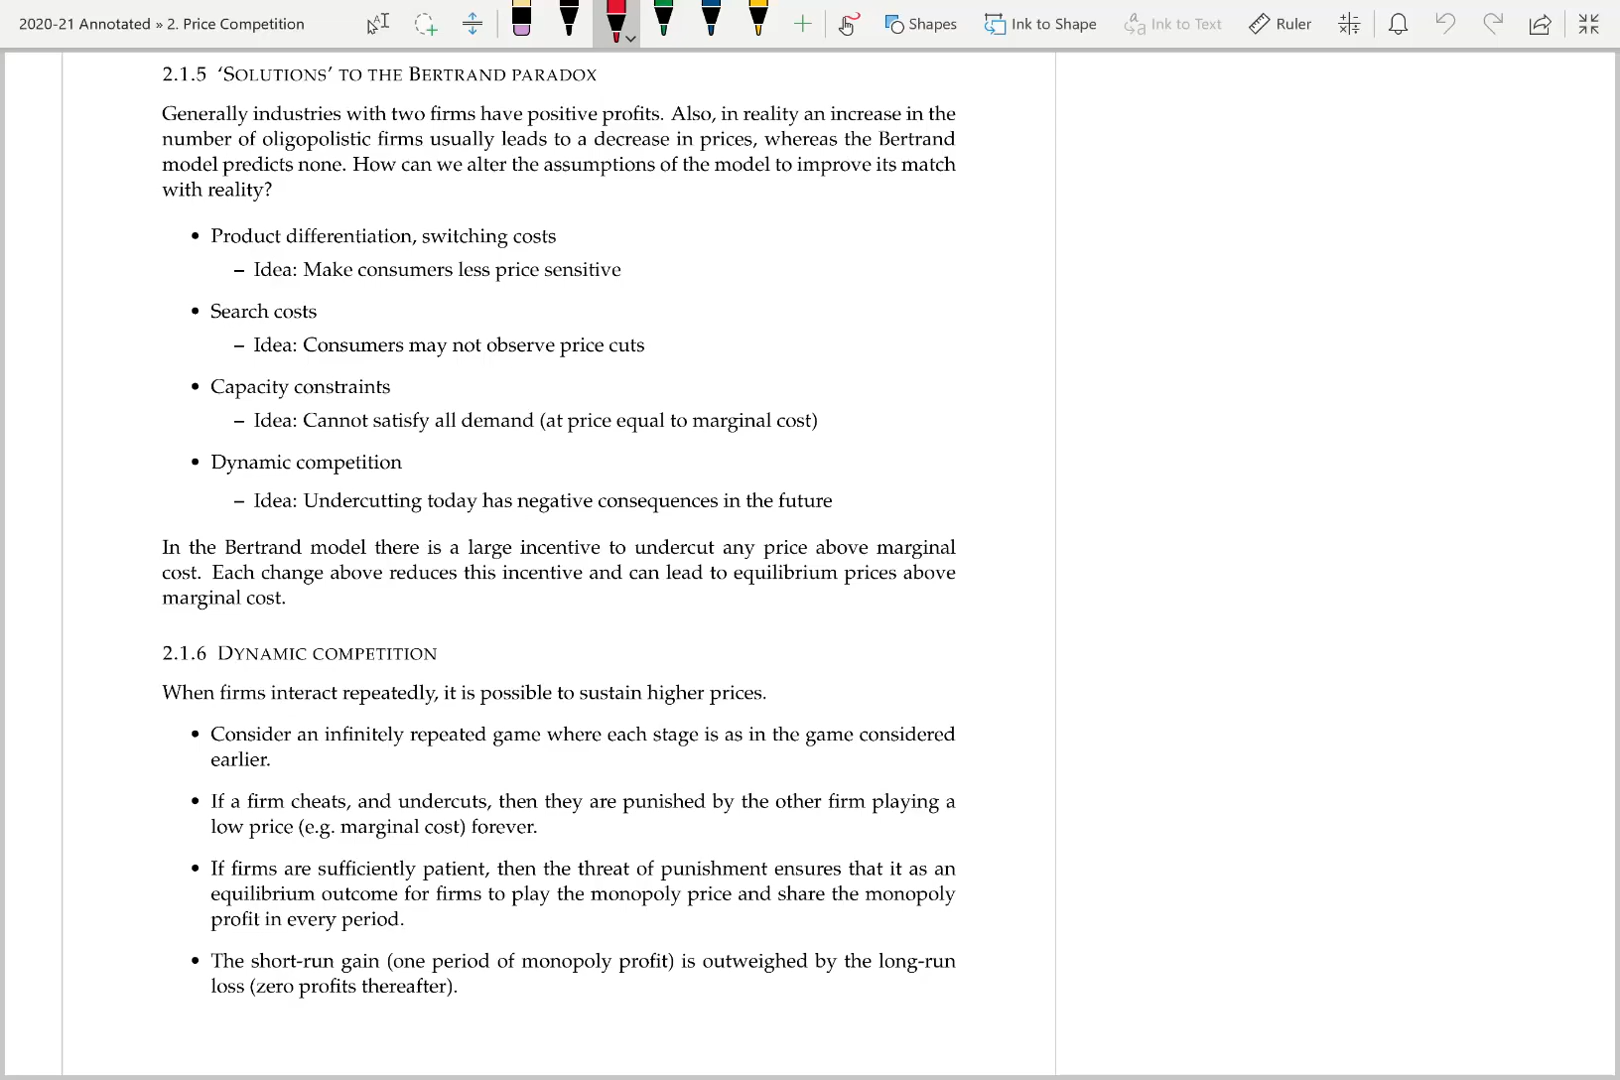 2020-21 Annotated » 2. Price Competition
Shapes
Ink to Shape
Ink to Text
Ruler
2.1.5 ‘SOLUTIONS’ TO THE BERTRAND PARADOX
Generally industries with two firms have positive profits. Also, in reality an increase in the
number of oligopolistic firms usually leads to a decrease in prices, whereas the Bertrand
model predicts none. How can we alter the assumptions of the model to improve its match
with reality?
• Product differentiation, switching costs
– Idea: Make consumers less price sensitive
• Search costs
– Idea: Consumers may not observe price cuts
• Capacity constraints
– Idea: Cannot satisfy all demand (at price equal to marginal cost)
• Dynamic competition
– Idea: Undercutting today has negative consequences in the future
In the Bertrand model there is a large incentive to undercut any price above marginal
cost. Each change above reduces this incentive and can lead to equilibrium prices above
marginal cost.
2.1.6 DYNAMIC COMPETITION
When firms interact repeatedly, it is possible to sustain higher prices.
• Consider an infinitely repeated game where each stage is as in the game considered
earlier.
• If a firm cheats, and undercuts, then they are punished by the other firm playing a
low price (e.g. marginal cost) forever.
• If firms are sufficiently patient, then the threat of punishment ensures that it as an
equilibrium outcome for firms to play the monopoly price and share the monopoly
profit in every period.
• The short-run gain (one period of monopoly profit) is outweighed by the long-run
loss (zero profits thereafter).